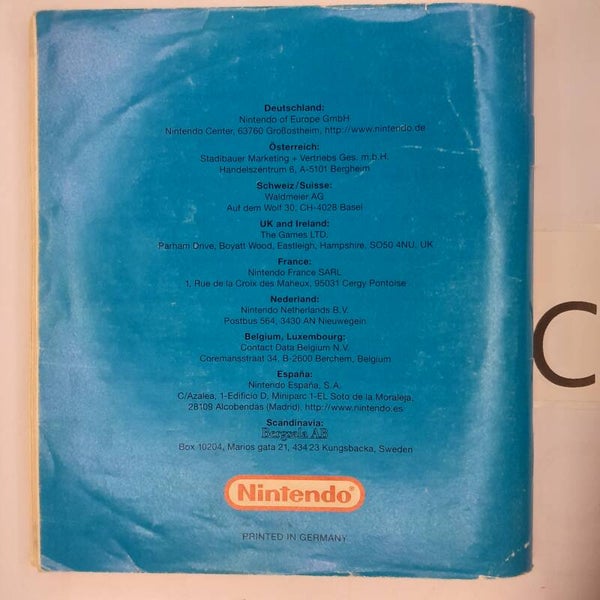 Deutschland:
Nintendo of Europe GmbH
Nintendo Center, 63760 Großostheim, http://www.nintendo.de
Österreich:
Stadlbauer Marketing + Vertriebs Ges. m.b.H.
Handelszentrum 6, A-5101 Bergheim
Schweiz/Suisse:
Waldmeier AG
Auf dem Wolf 30, CH-4028 Basel
UK and Ireland:
The Games LTD.
Parham Drive, Boyatt Wood, Eastleigh, Hampshire, SO50 4NU, UK
France:
Nintendo France SARL
1, Rue de la Croix des Maheux, 95031 Cergy Pontoise
Nederland:
Nintendo Netherlands B.V.
Postbus 564, 3430 AN Nieuwegein
Belgium, Luxembourg:
Contact Data Belgium N.V.
Coremansstraat 34, B-2600 Berchem, Belgium
España:
Nintendo España, S.A.
C/Azalea, 1-Edificio D, Miniparc 1-EL Soto de la Moraleja,
28109 Alcobendas (Madrid), http://www.nintendo.es
Scandinavia:
Bergsala AB
Box 10204, Marios gata 21, 434 23 Kungsbacka, Sweden
Nintendo®
PRINTED IN GERMANY
C